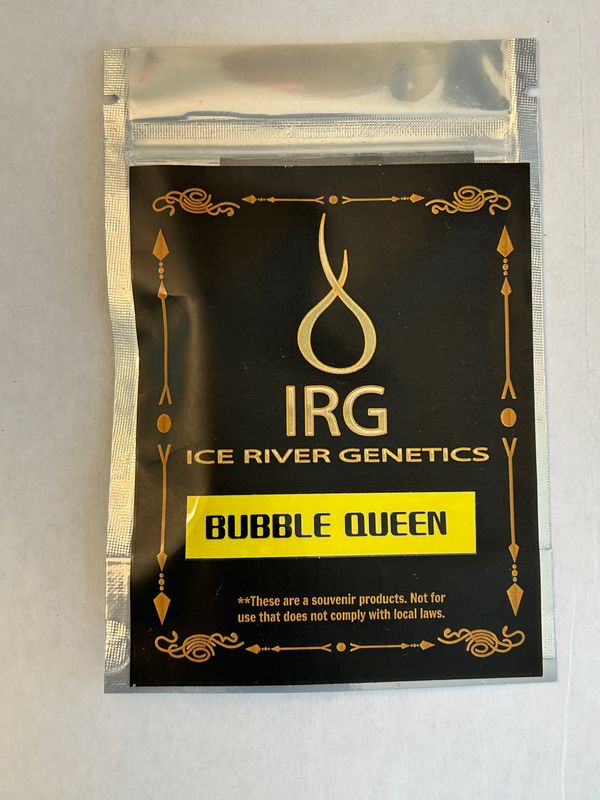 IRG
ICE RIVER GENETICS
BUBBLE QUEEN
**These are a souvenir products. Not for
use that does not comply with local laws.